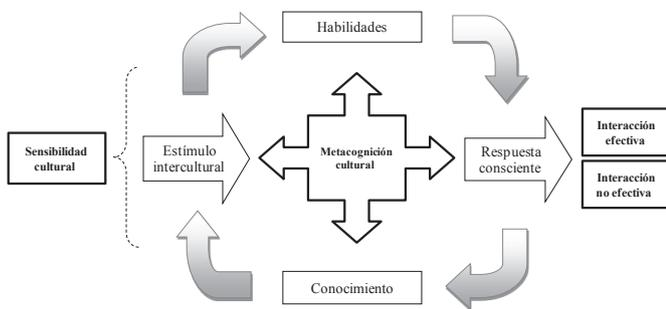 Habilidades
Sensibilidad
cultural
Estímulo
intercultural
Metacognición
cultural
Respuesta
consciente
Interacción
efectiva
Interacción
no efectiva
Conocimiento